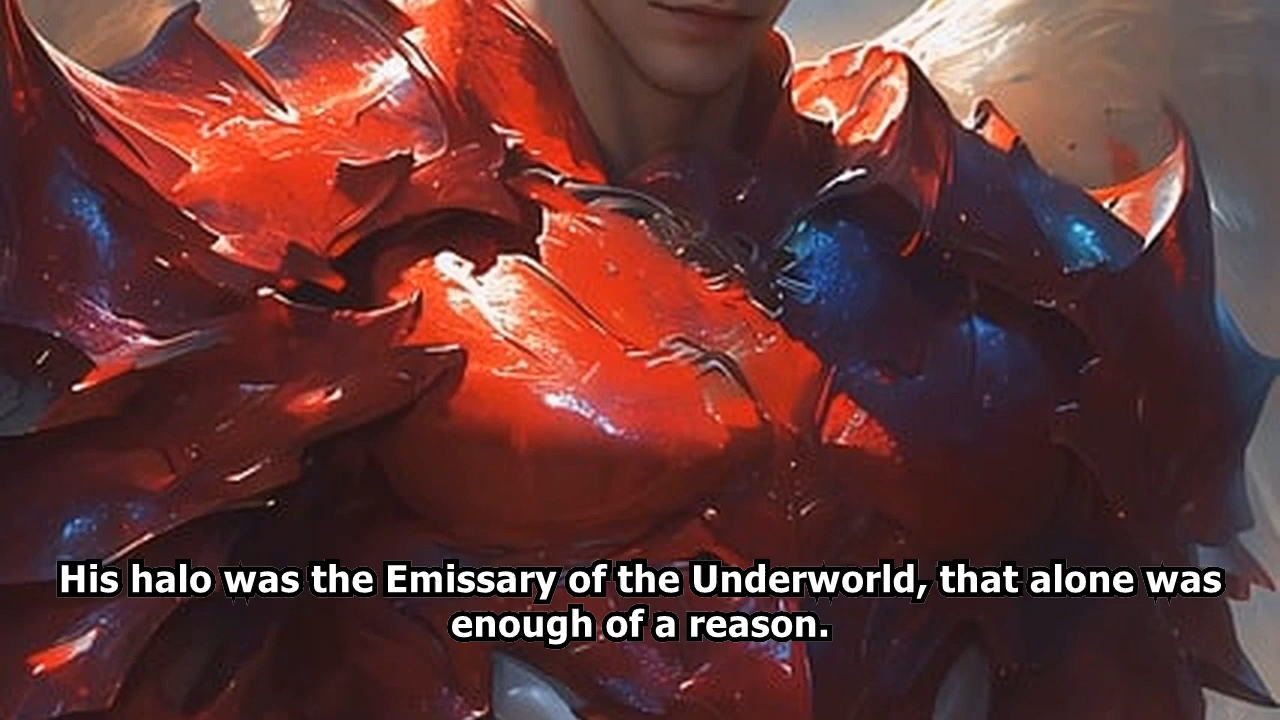 His halo was the Emissary of the Underworld, that alone was
enough of a reason.